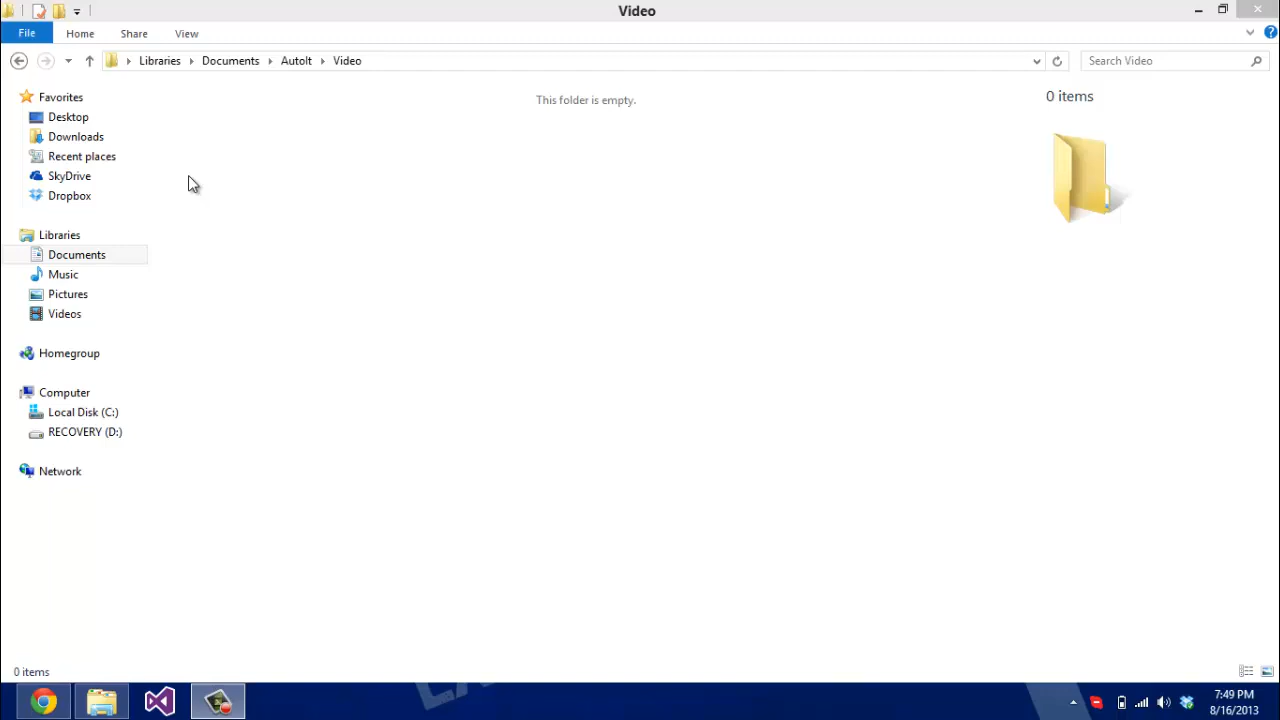 Video
File Home Share View
Libraries Documents AutoIt Video
Search Video
Favorites
Desktop
Downloads
Recent places
SkyDrive
Dropbox
Libraries
Documents
Music
Pictures
Videos
Homegroup
Computer
Local Disk (C:)
RECOVERY (D:)
Network
This folder is empty.
0 items
0 items
7:49 PM
8/16/2013